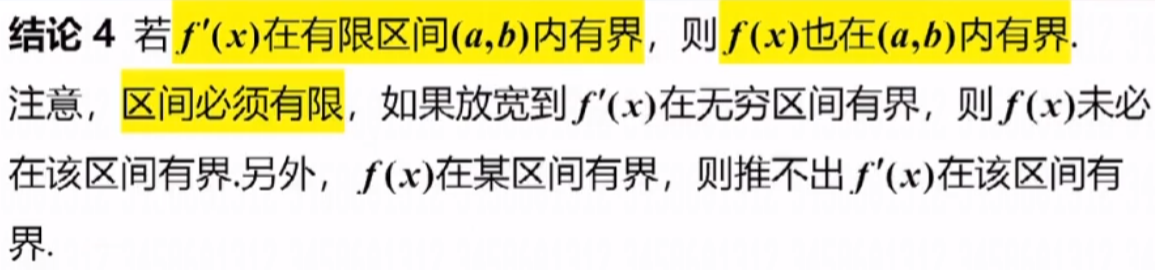 结论 4 若 f′(x)在有限区间(a,b)内有界，则 f(x)也在(a,b)内有界.
注意，区间必须有限，如果放宽到 f′(x)在无穷区间有界，则 f(x)未必
在该区间有界.另外，f(x)在某区间有界，则推不出 f′(x)在该区间有
界.